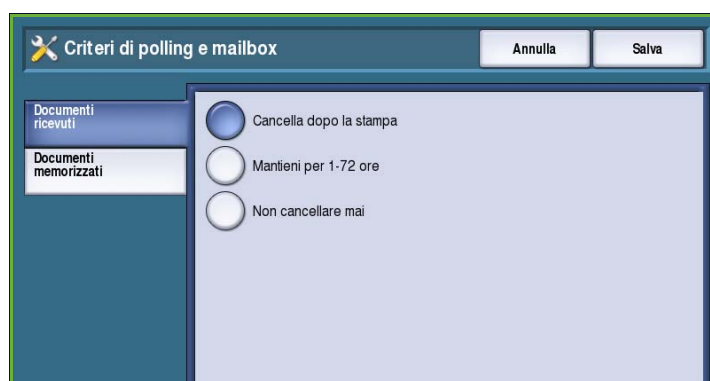 Criteri di polling e mailbox
Annulla
Salva
Documenti
ricevuti
Documenti
memorizzati
Cancella dopo la stampa
Mantieni per 1-72 ore
Non cancellare mai